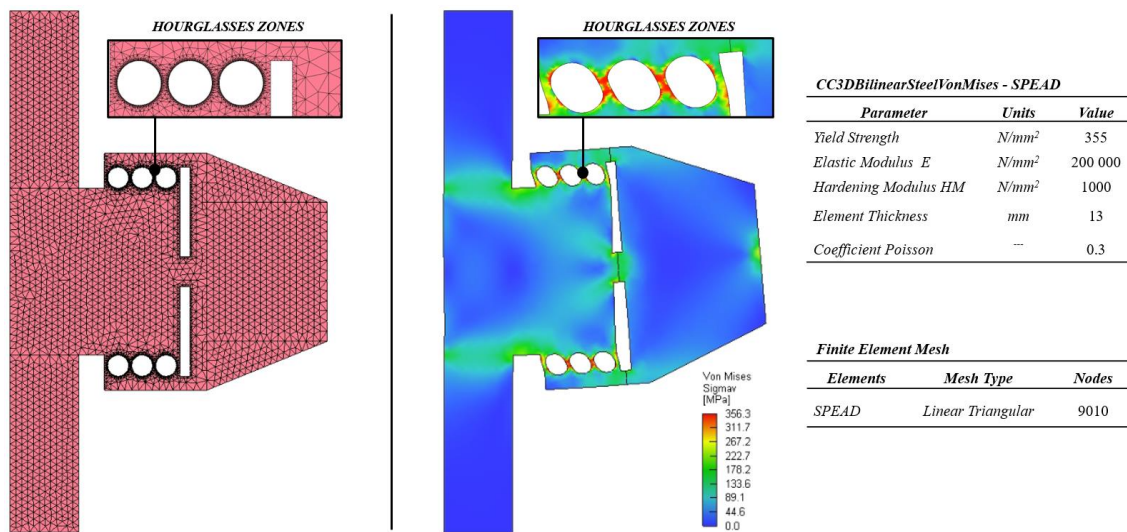 HOURGLASSES ZONES
HOURGLASSES ZONES
Von Mises
Sigmav
[MPa]
356.3
311.7
267.2
222.7
178.2
133.6
89.1
44.6
0.0
CC3DBilinearSteelVonMises - SPEAD
Parameter Units Value
Yield Strength N/mm² 355
Elastic Modulus E N/mm² 200 000
Hardening Modulus HM N/mm² 1000
Element Thickness mm 13
Coefficient Poisson --- 0.3
Finite Element Mesh
Elements Mesh Type Nodes
SPEAD Linear Triangular 9010